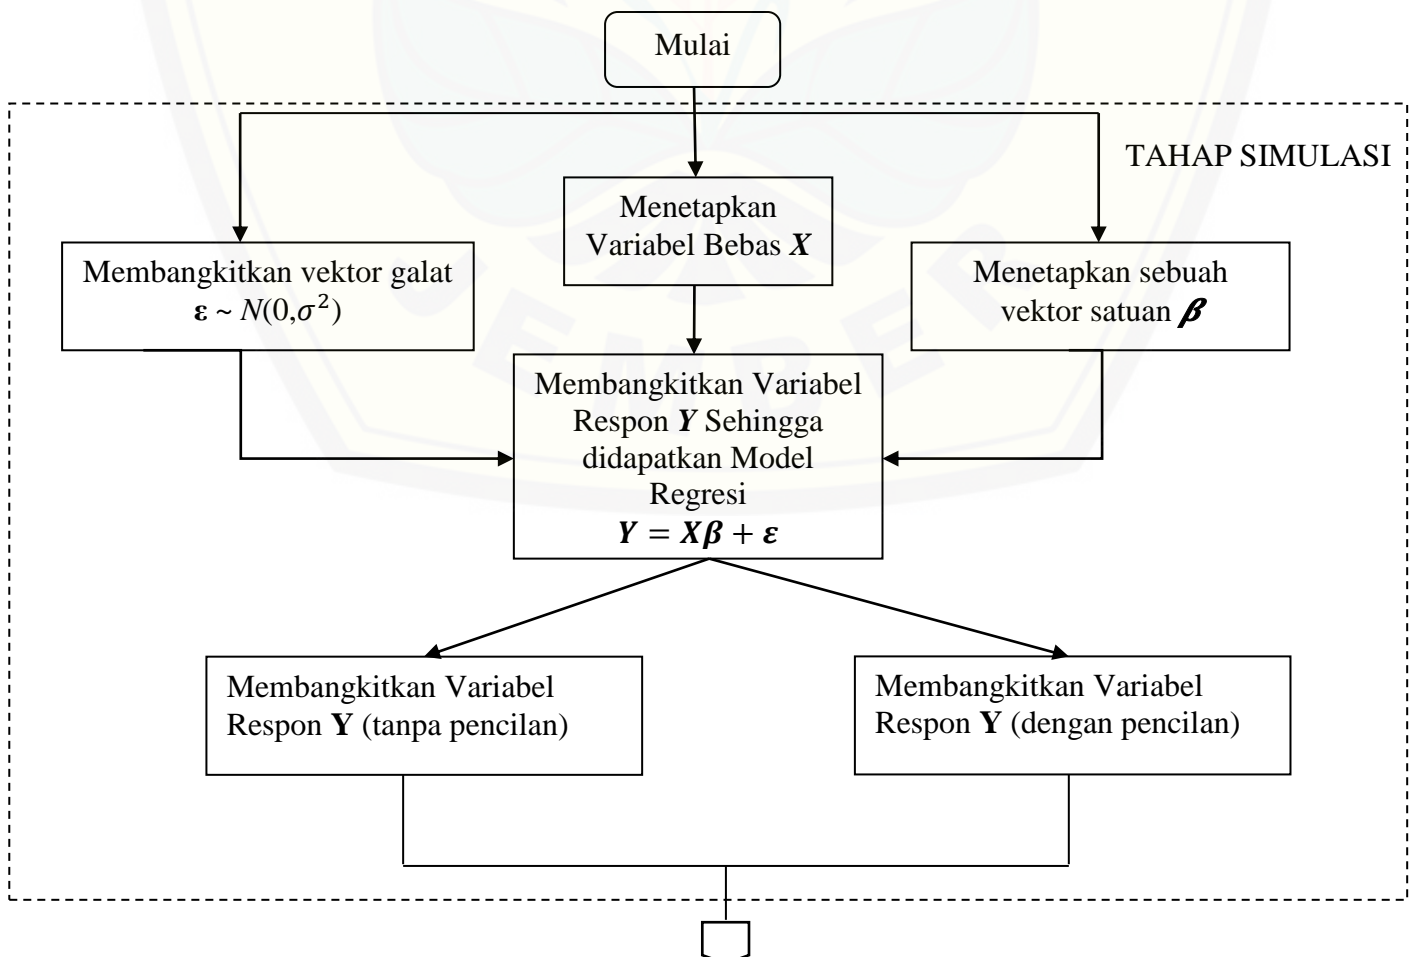 Mulai
TAHAP SIMULASI
Menetapkan
Variabel Bebas X
Membangkitkan vektor galat
ε ~ N(0,σ²)
Menetapkan sebuah
vektor satuan β
Membangkitkan Variabel
Respon Y Sehingga
didapatkan Model
Regresi
Y = Xβ + ε
Membangkitkan Variabel
Respon Y (tanpa pencilan)
Membangkitkan Variabel
Respon Y (dengan pencilan)
JEMBER